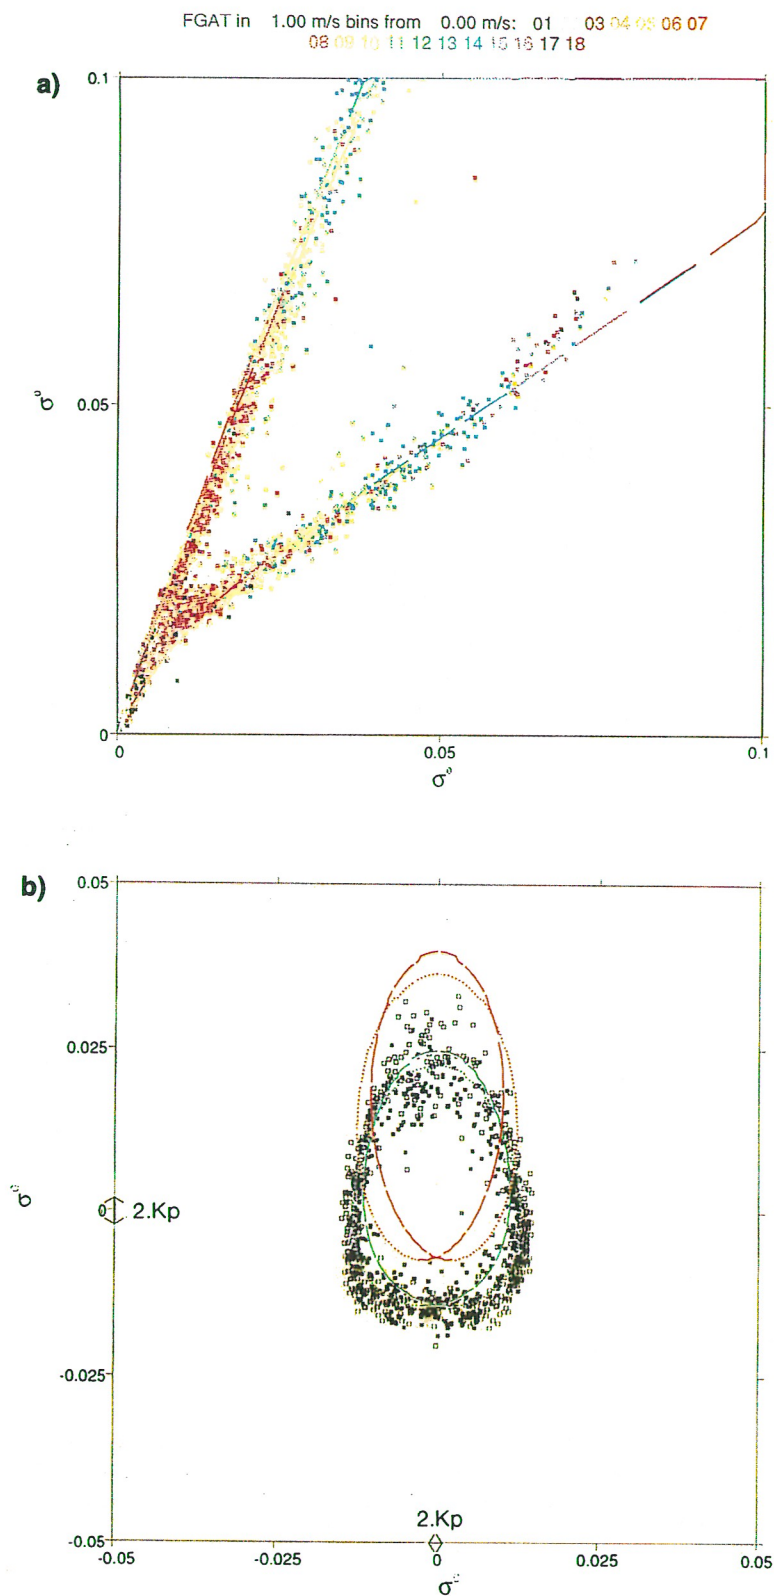 FGAT in 1.00 m/s bins from 0.00 m/s: 01 03 04 05 06 07
08 09 10 11 12 13 14 15 16 17 18
a)
0.1
σ°
0.05
0
0 0.05 0.1
σ°
b)
0.05
0.025
σ°
0 2.Kp
-0.025
2.Kp
-0.05
-0.05 -0.025 0 0.025 0.05
σ°